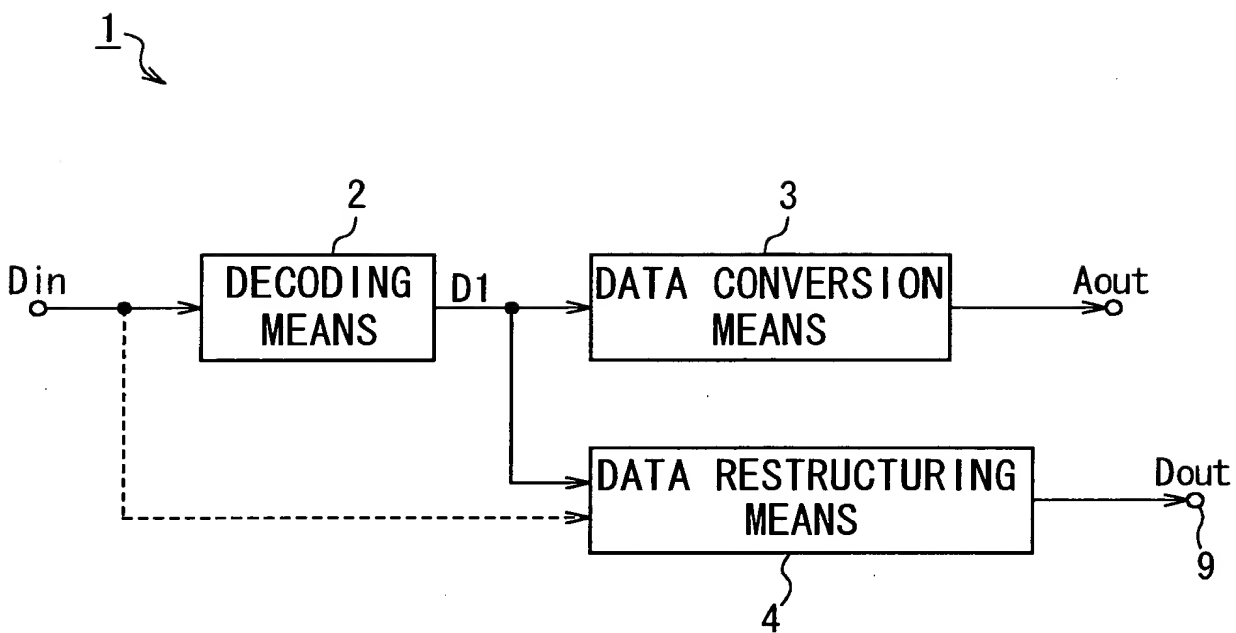 1
2
3
Din
DECODING
MEANS
D1
DATA CONVERSION
MEANS
Aout
DATA RESTRUCTURING
MEANS
Dout
4
9